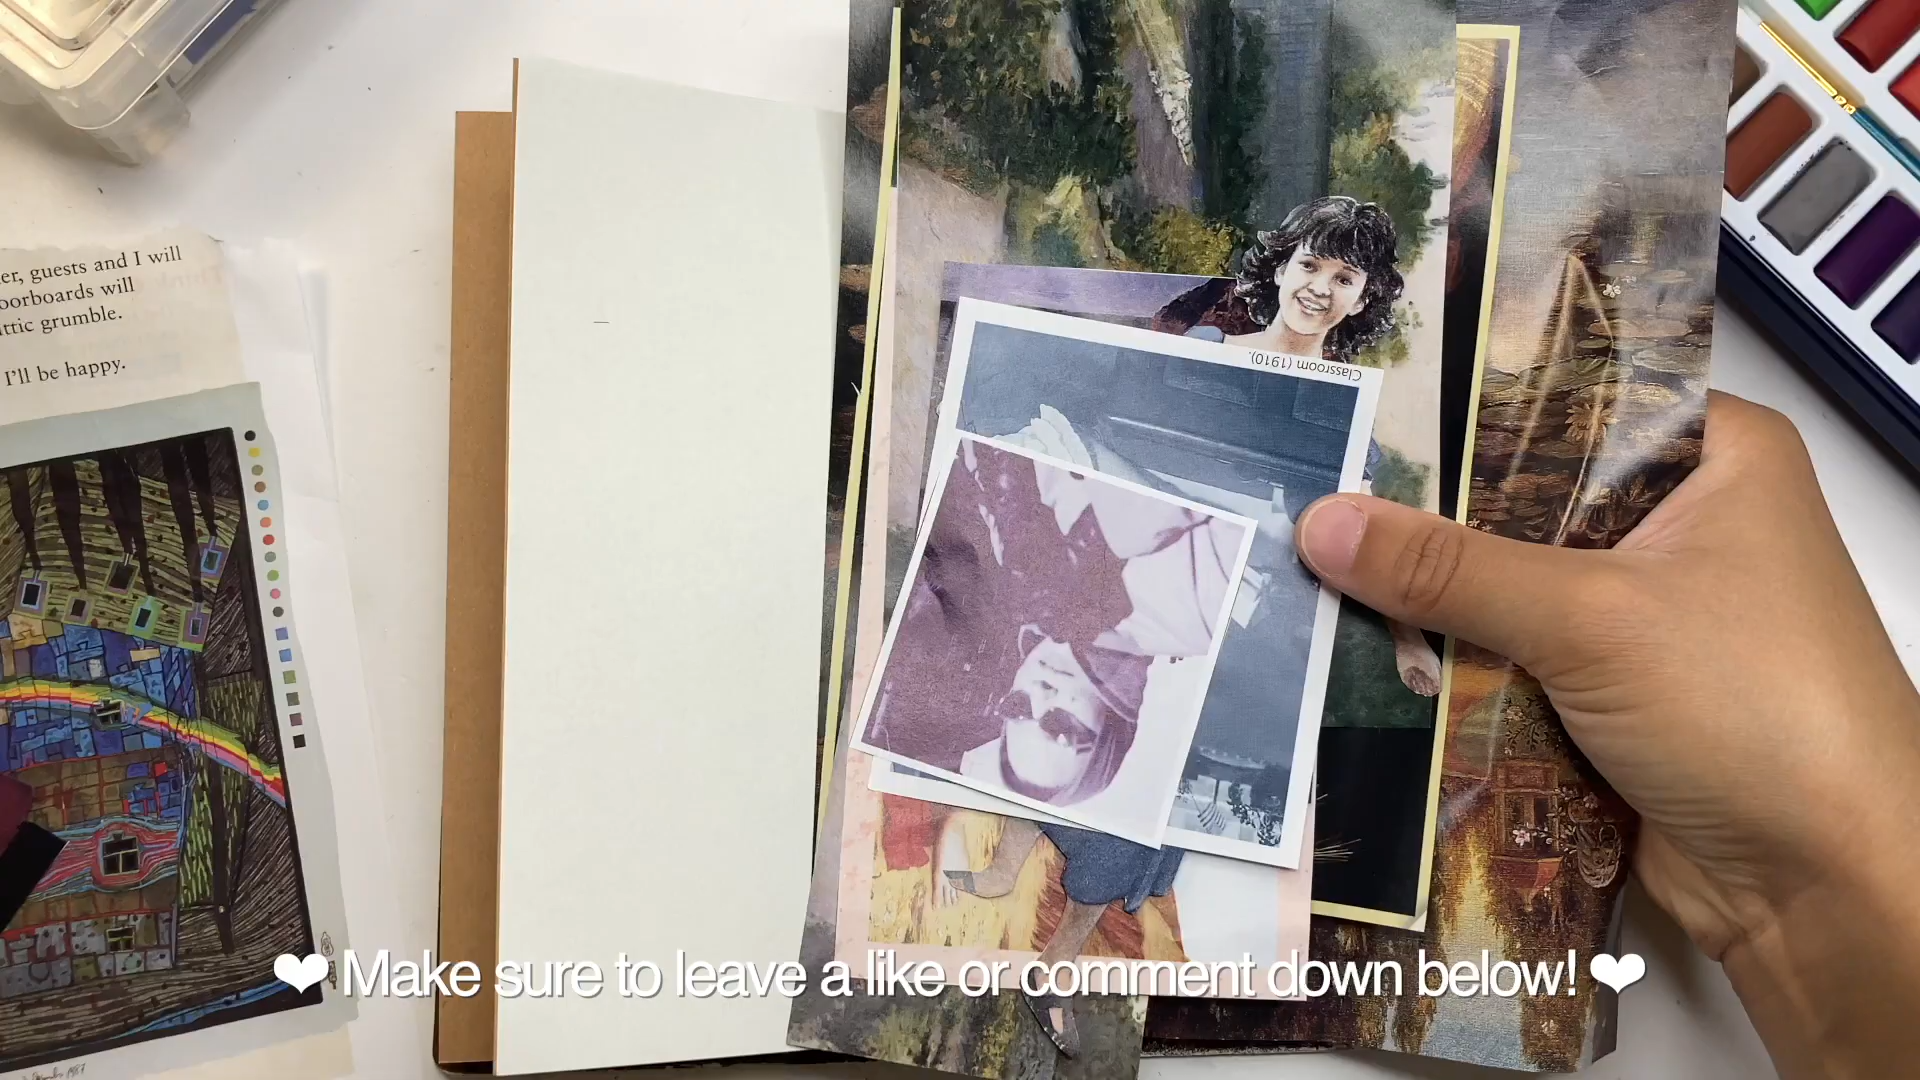 er, guests and I will
oorboards will
ttic grumble.
I'll be happy.
Classroom (1910).
❤ Make sure to leave a like or comment down below! ❤